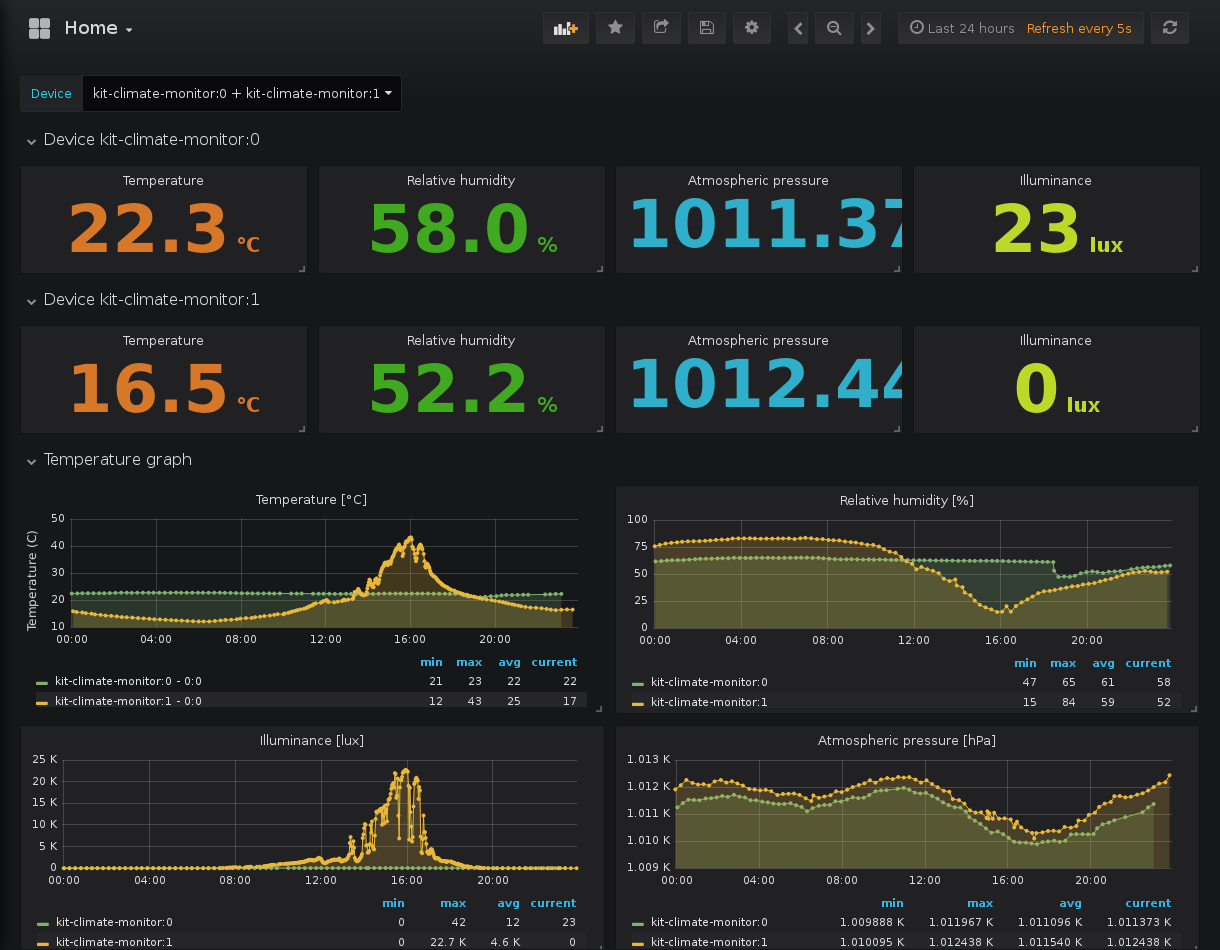 Home
Last 24 hours Refresh every 5s
Device kit-climate-monitor:0 + kit-climate-monitor:1
Device kit-climate-monitor:0
Temperature Relative humidity Atmospheric pressure Illuminance
22.3 °C 58.0 % 1011.37 23 lux
Device kit-climate-monitor:1
Temperature Relative humidity Atmospheric pressure Illuminance
16.5 °C 52.2 % 1012.44 0 lux
Temperature graph
Temperature [°C]
Temperature (C)
50
40
30
20
10
00:00 04:00 08:00 12:00 16:00 20:00
min max avg current
kit-climate-monitor:0 - 0:0 21 23 22 22
kit-climate-monitor:1 - 0:0 12 43 25 17
Relative humidity [%]
100
75
50
25
0
00:00 04:00 08:00 12:00 16:00 20:00
min max avg current
kit-climate-monitor:0 47 65 61 58
kit-climate-monitor:1 15 84 59 52
Illuminance [lux]
25 K
20 K
15 K
10 K
5 K
0
00:00 04:00 08:00 12:00 16:00 20:00
min max avg current
kit-climate-monitor:0 0 42 12 23
kit-climate-monitor:1 0 22.7 K 4.6 K 0
Atmospheric pressure [hPa]
1.013 K
1.012 K
1.011 K
1.010 K
1.009 K
00:00 04:00 08:00 12:00 16:00 20:00
min max avg current
kit-climate-monitor:0 1.009888 K 1.011967 K 1.011096 K 1.011373 K
kit-climate-monitor:1 1.010095 K 1.012438 K 1.011540 K 1.012438 K